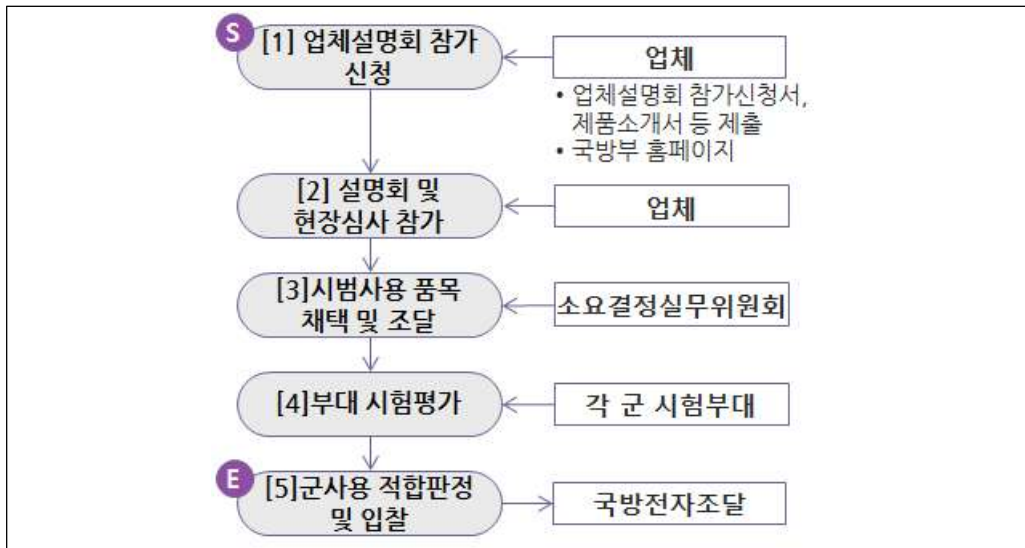 S
[1] 업체설명회 참가
신청
업체
• 업체설명회 참가신청서,
제품소개서 등 제출
• 국방부 홈페이지
[2] 설명회 및
현장심사 참가
업체
[3]시범사용 품목
채택 및 조달
소요결정실무위원회
[4]부대 시험평가
각 군 시험부대
E
[5]군사용 적합판정
및 입찰
국방전자조달